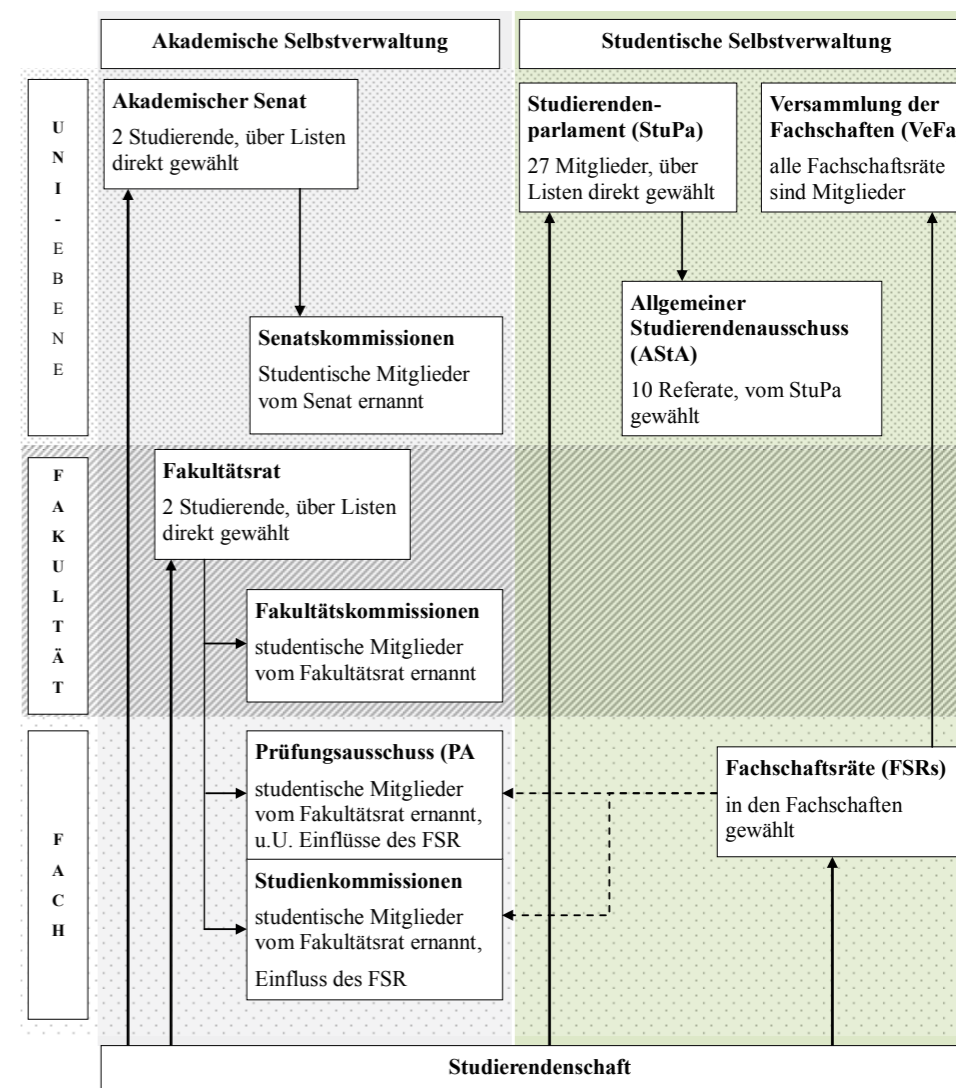 Akademische Selbstverwaltung
Studentische Selbstverwaltung
UNI-EBENE
Akademischer Senat
2 Studierende, über Listen
direkt gewählt
Studierenden-
parlament (StuPa)
27 Mitglieder, über
Listen direkt gewählt
Versammlung der
Fachschaften (VeFa
alle Fachschaftsräte
sind Mitglieder
Senatskommissionen
Studentische Mitglieder
vom Senat ernannt
Allgemeiner
Studierendenausschuss
(AStA)
10 Referate, vom StuPa
gewählt
FAKULTÄT
Fakultätsrat
2 Studierende, über Listen
direkt gewählt
Fakultätskommissionen
studentische Mitglieder
vom Fakultätsrat ernannt
FACH
Prüfungsausschuss (PA
studentische Mitglieder
vom Fakultätsrat ernannt,
u.U. Einflüsse des FSR
Studienkommissionen
studentische Mitglieder
vom Fakultätsrat ernannt,
Einfluss des FSR
Fachschaftsräte (FSRs)
in den Fachschaften
gewählt
Studierendenschaft